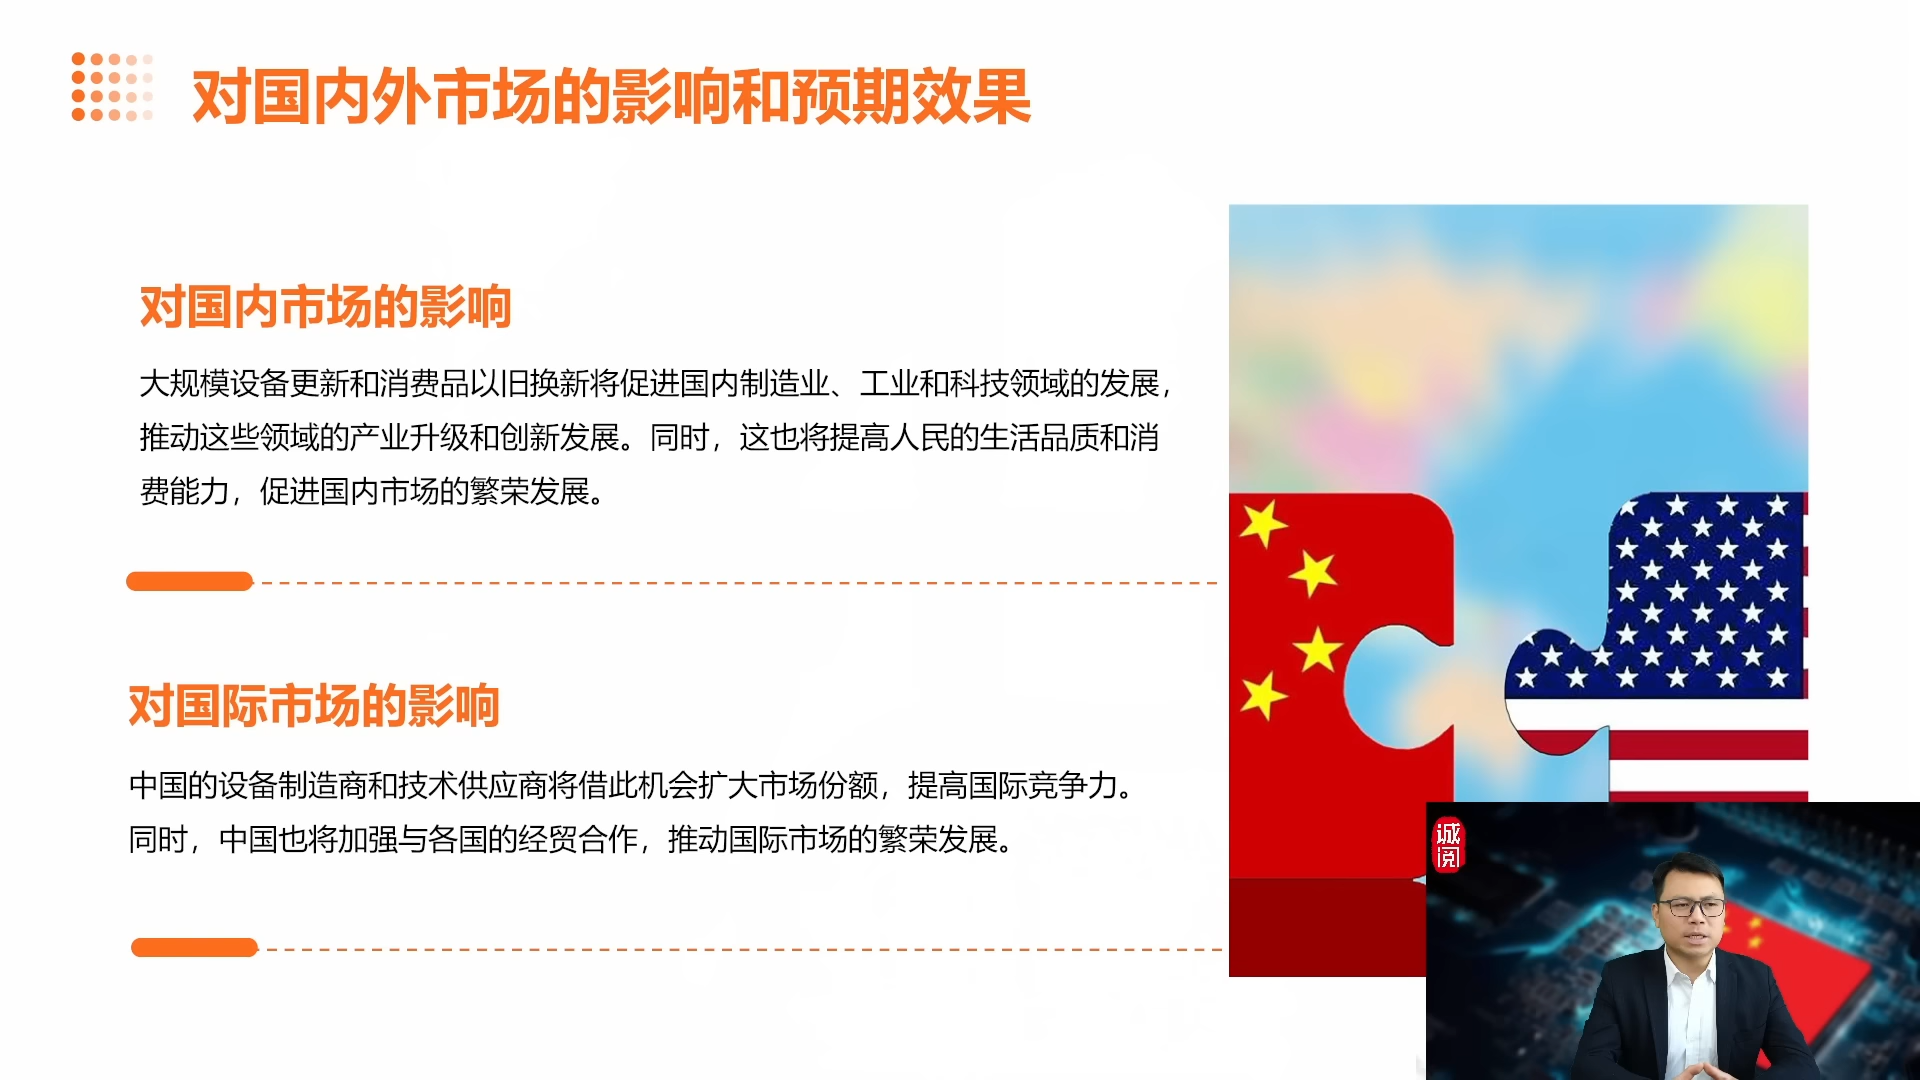 对国内外市场的影响和预期效果
对国内市场的影响
大规模设备更新和消费品以旧换新将促进国内制造业、工业和科技领域的发展，
推动这些领域的产业升级和创新发展。同时，这也将提高人民的生活品质和消
费能力，促进国内市场的繁荣发展。
对国际市场的影响
中国的设备制造商和技术供应商将借此机会扩大市场份额，提高国际竞争力。
同时，中国也将加强与各国的经贸合作，推动国际市场的繁荣发展。
诚
阅